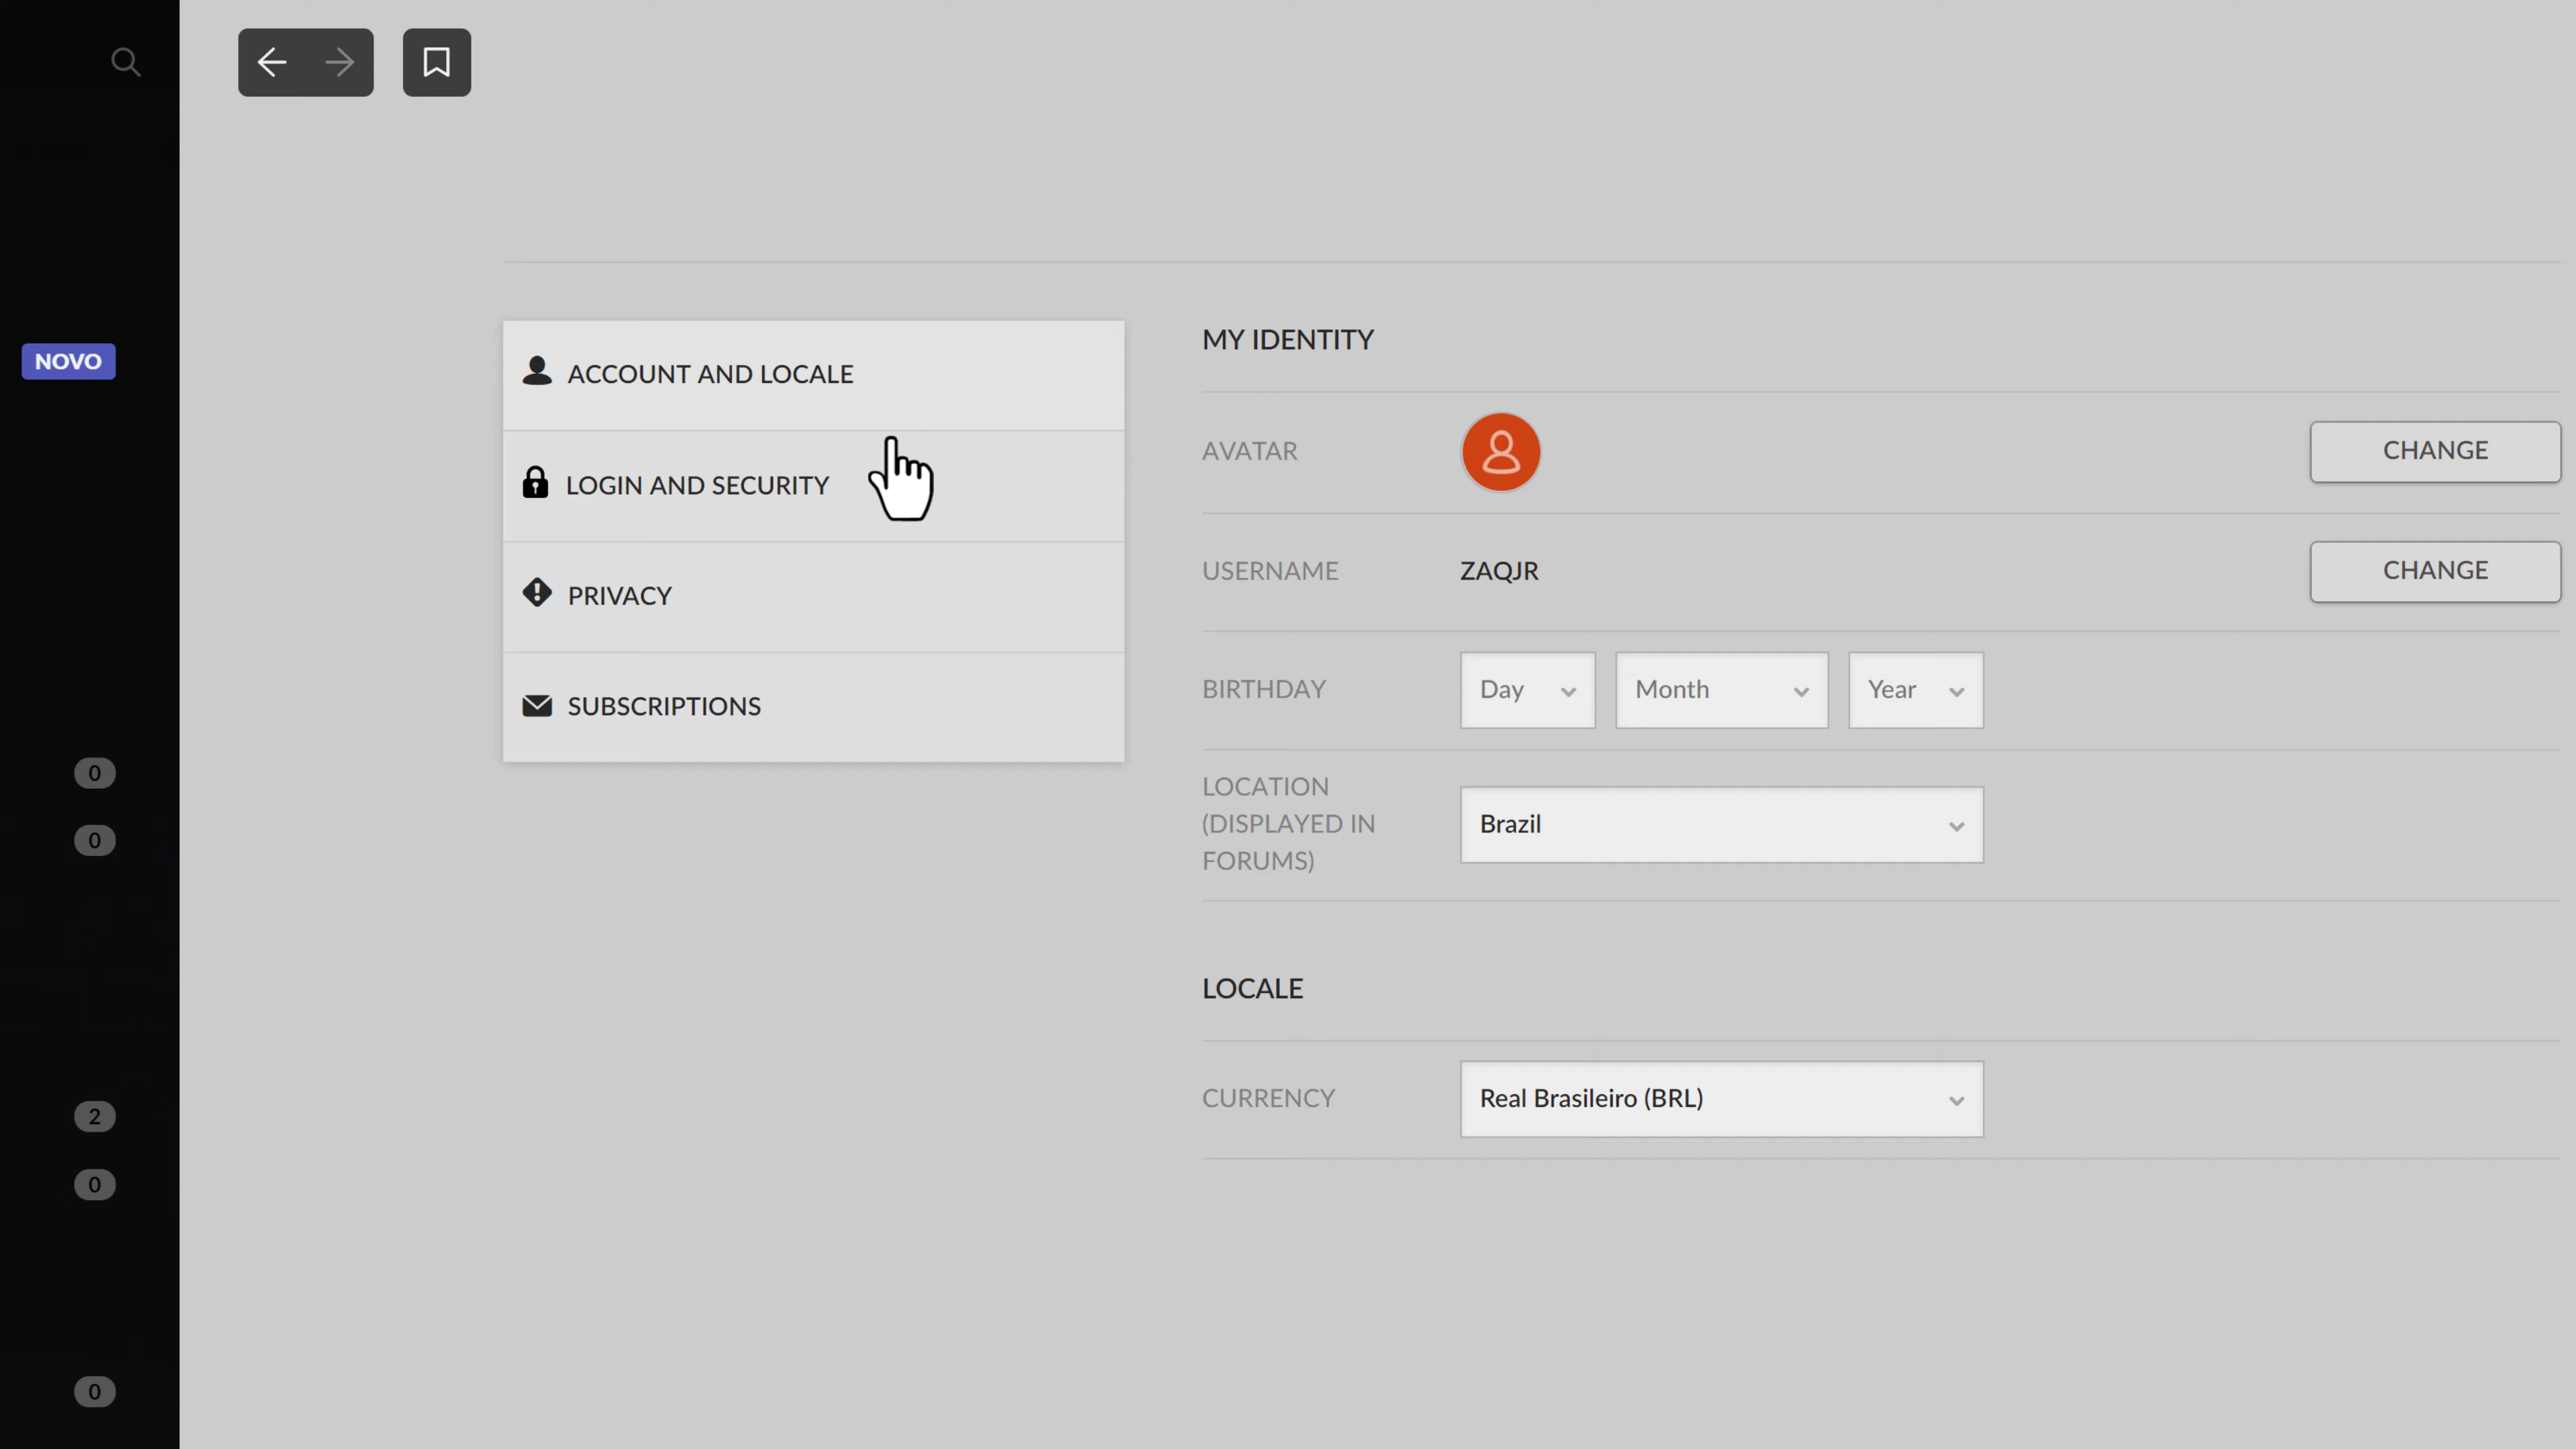 NOVO
0
0
2
0
0
ACCOUNT AND LOCALE
LOGIN AND SECURITY
PRIVACY
SUBSCRIPTIONS
MY IDENTITY
AVATAR
CHANGE
USERNAME ZAQJR
CHANGE
BIRTHDAY Day Month Year
LOCATION
(DISPLAYED IN
FORUMS)
Brazil
LOCALE
CURRENCY Real Brasileiro (BRL)